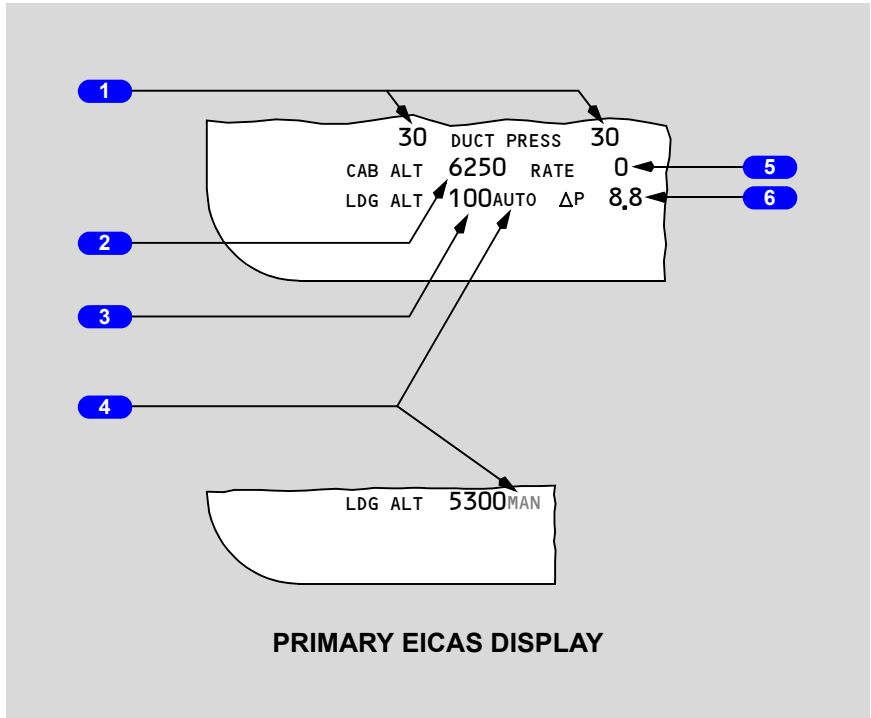 1
30 DUCT PRESS 30
CAB ALT 6250 RATE 0 5
LDG ALT 100AUTO ΔP 8.8 6
2
3
4
LDG ALT 5300MAN
PRIMARY EICAS DISPLAY